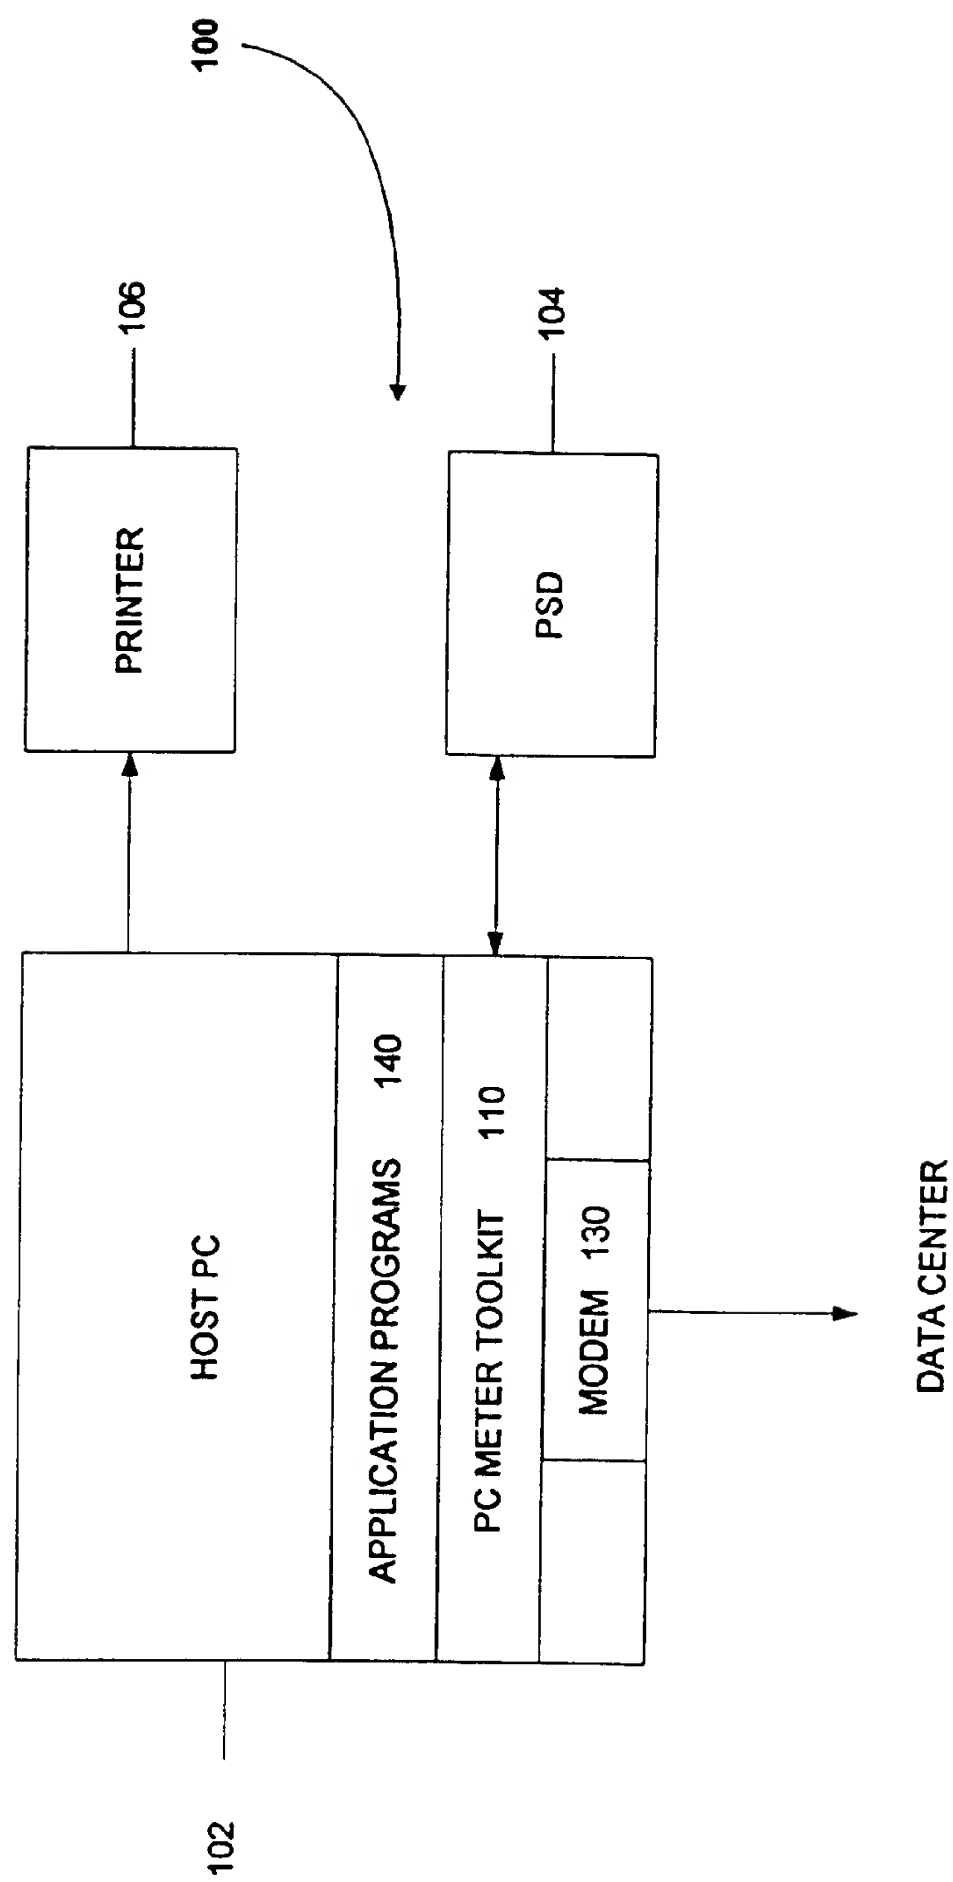 100
106
PRINTER
104
PSD
HOST PC
102
APPLICATION PROGRAMS 140
PC METER TOOLKIT 110
MODEM 130
DATA CENTER